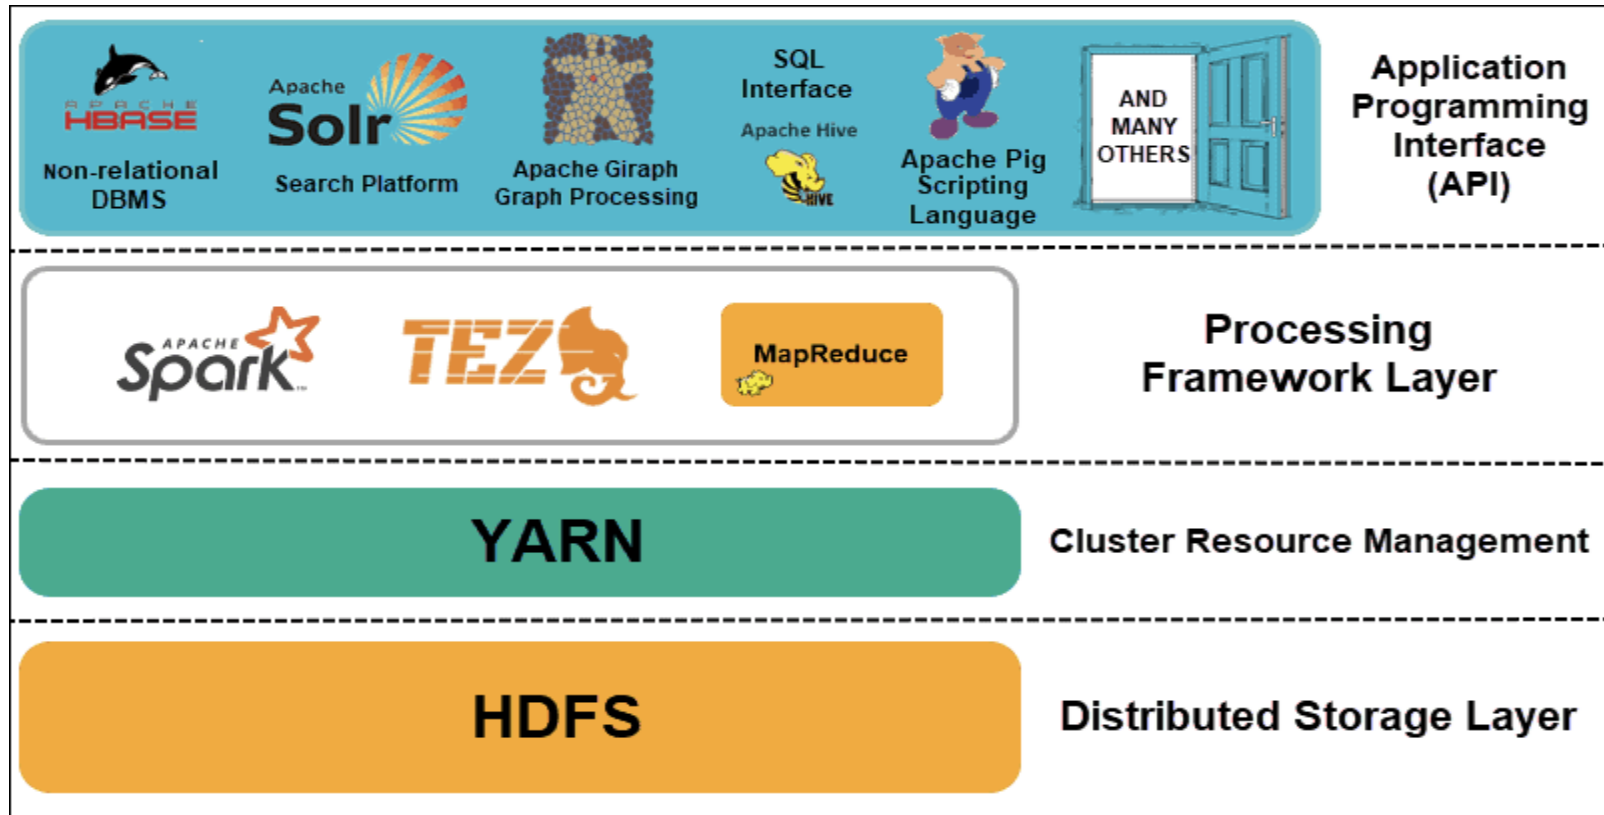 APACHE
HBASE
Non-relational
DBMS
Apache
Solr
Search Platform
Apache Giraph
Graph Processing
SQL
Interface
Apache Hive
HIVE
Apache Pig
Scripting
Language
AND
MANY
OTHERS
Application
Programming
Interface
(API)
APACHE
Spark
TM
TEZ
MapReduce
Processing
Framework Layer
YARN
Cluster Resource Management
HDFS
Distributed Storage Layer